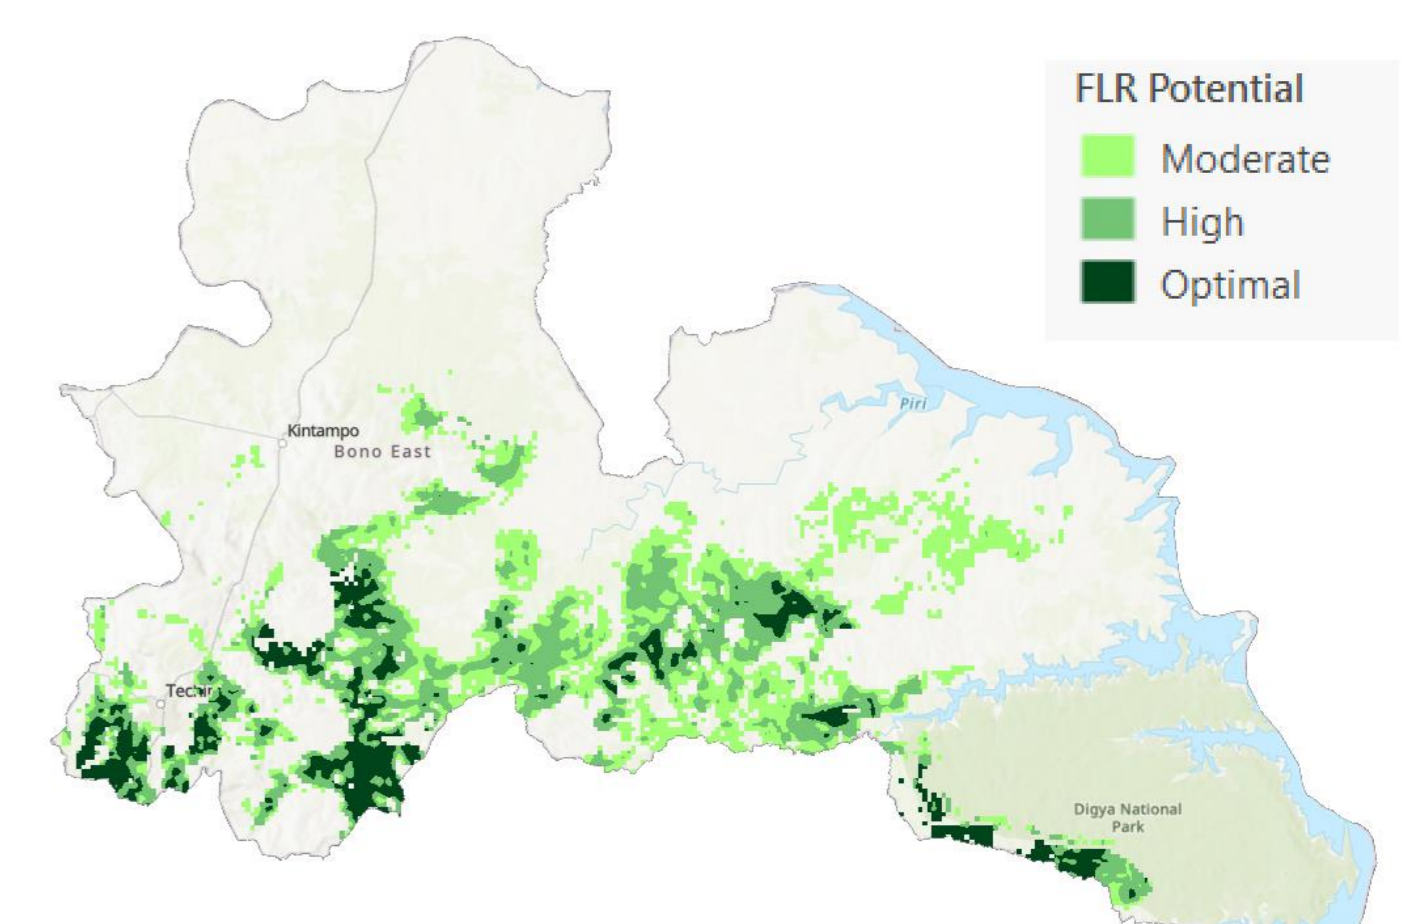 FLR Potential
Moderate
High
Optimal
Piri
Kintampo
Bono East
Digya National
Park